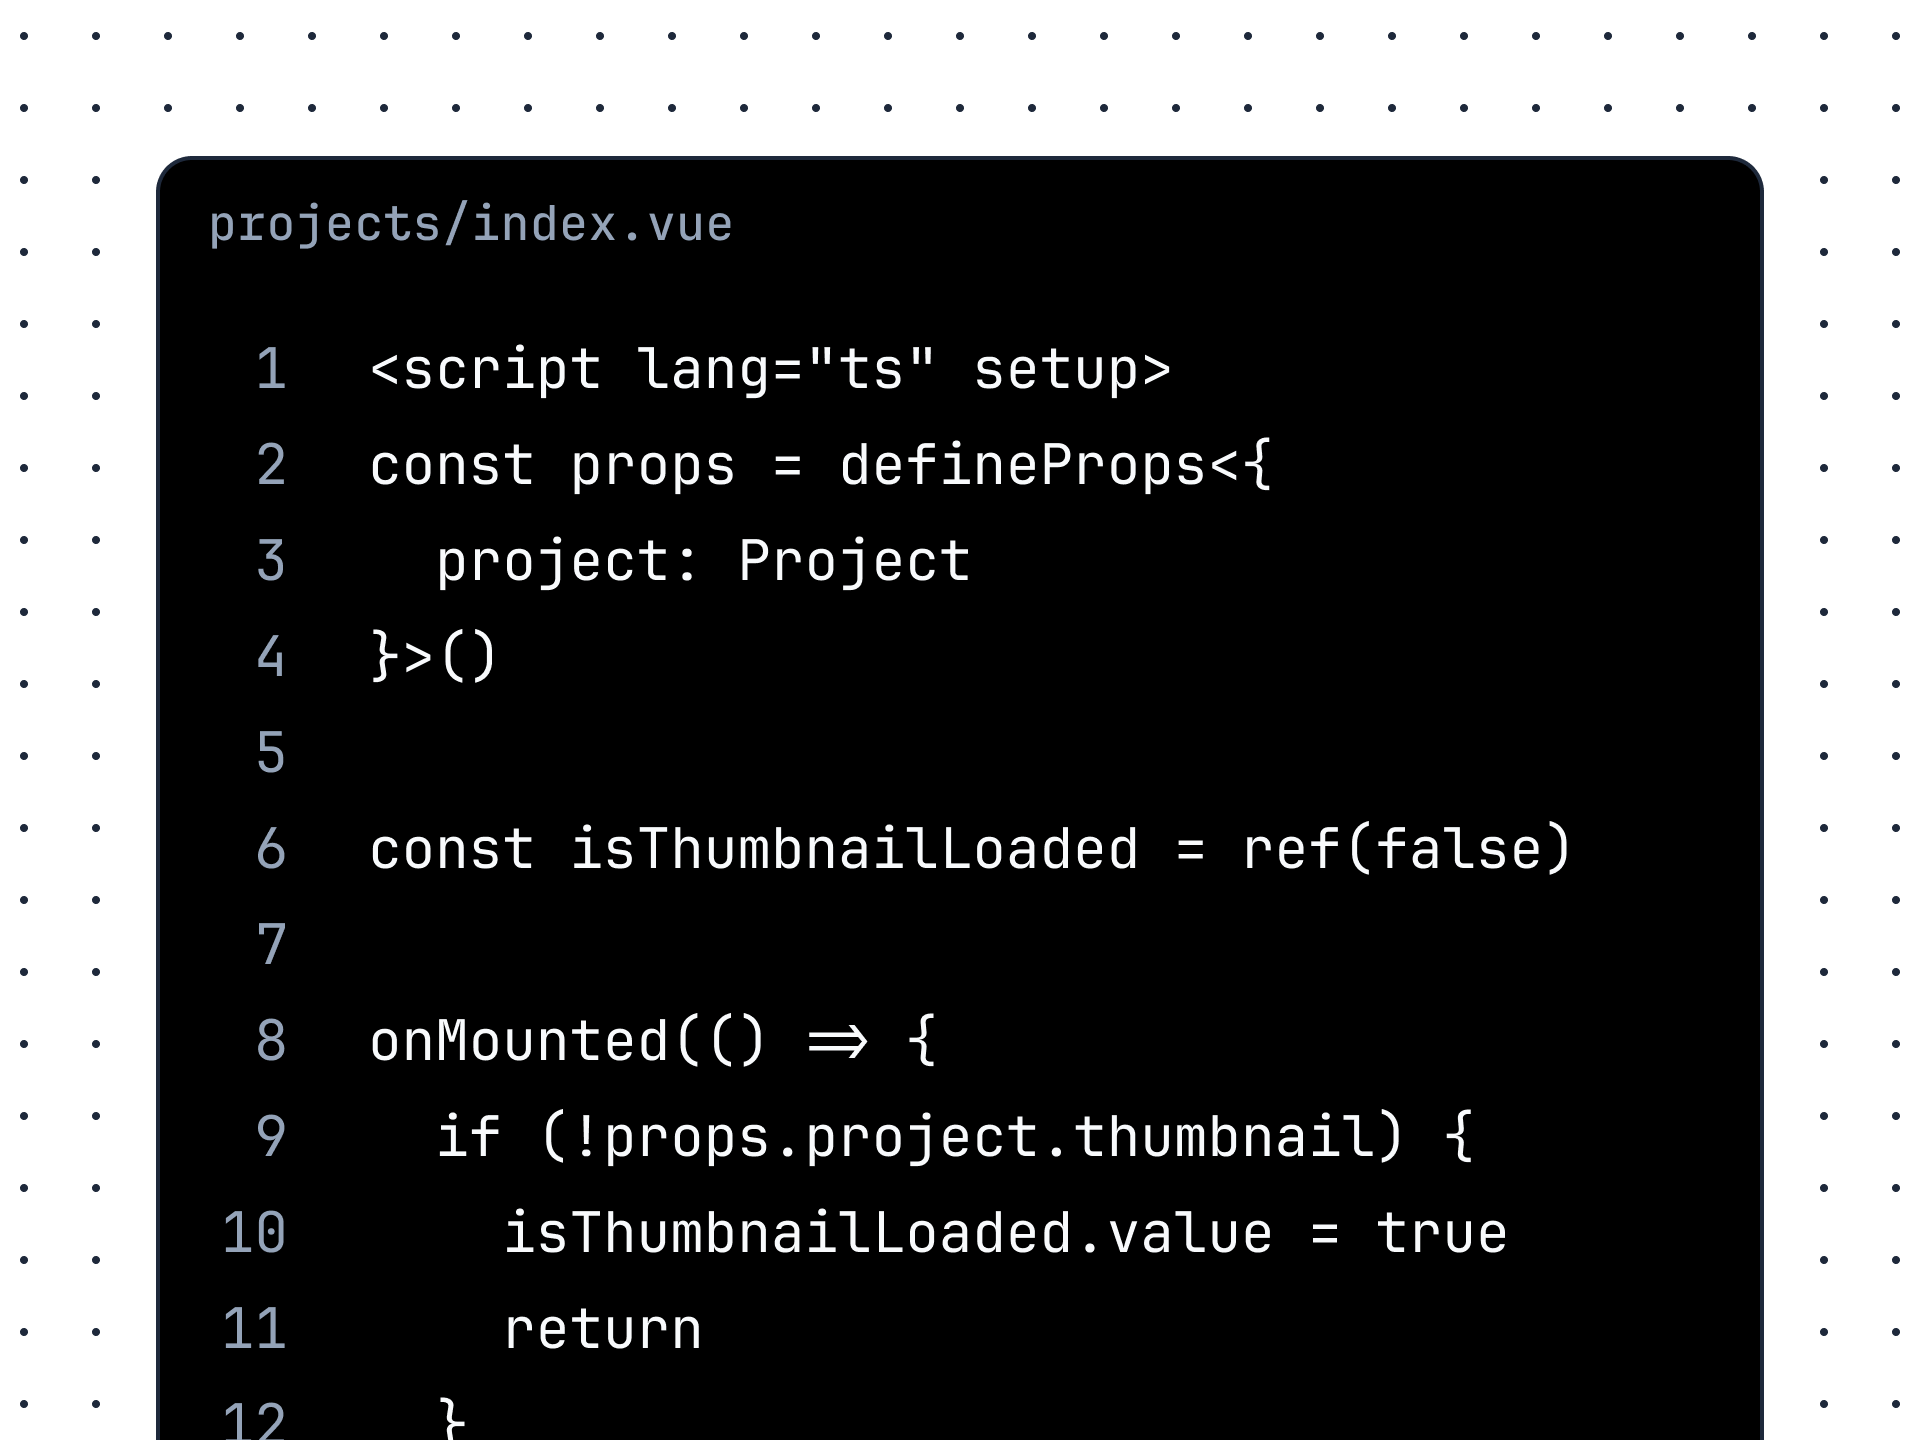 projects/index.vue
1 <script lang="ts" setup>
2 const props = defineProps<{
3   project: Project
4 }>()
5
6 const isThumbnailLoaded = ref(false)
7
8 onMounted(() => {
9   if (!props.project.thumbnail) {
10     isThumbnailLoaded.value = true
11     return
12   }